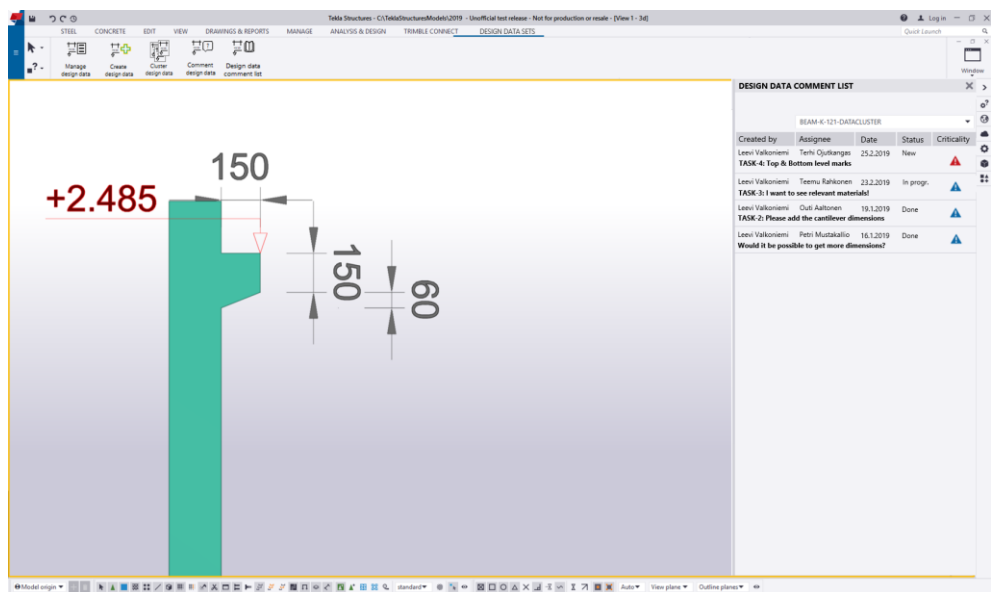 Tekla Structures - C:\TeklaStructuresModels\2019 - Unofficial test release - Not for production or resale - [View 1 - 3d]
Log in
STEEL CONCRETE EDIT VIEW DRAWINGS & REPORTS MANAGE ANALYSIS & DESIGN TRIMBLE CONNECT DESIGN DATA SETS
Quick Launch
Manage design data
Create design data
Cluster design data
Comment design data
Design data comment list
Window
DESIGN DATA COMMENT LIST
BEAM-K-121-DATACLUSTER
Created by Assignee Date Status Criticality
Leevi Valkoniemi Terhi Ojutkangas 25.2.2019 New
TASK-4: Top & Bottom level marks
Leevi Valkoniemi Teemu Rahkonen 23.2.2019 In progr.
TASK-3: I want to see relevant materials!
Leevi Valkoniemi Outi Aaltonen 19.1.2019 Done
TASK-2: Please add the cantilever dimensions
Leevi Valkoniemi Petri Mustakallio 16.1.2019 Done
Would it be possible to get more dimensions?
150
+2.485
150
60
Model origin
standard
Auto
View plane
Outline planes